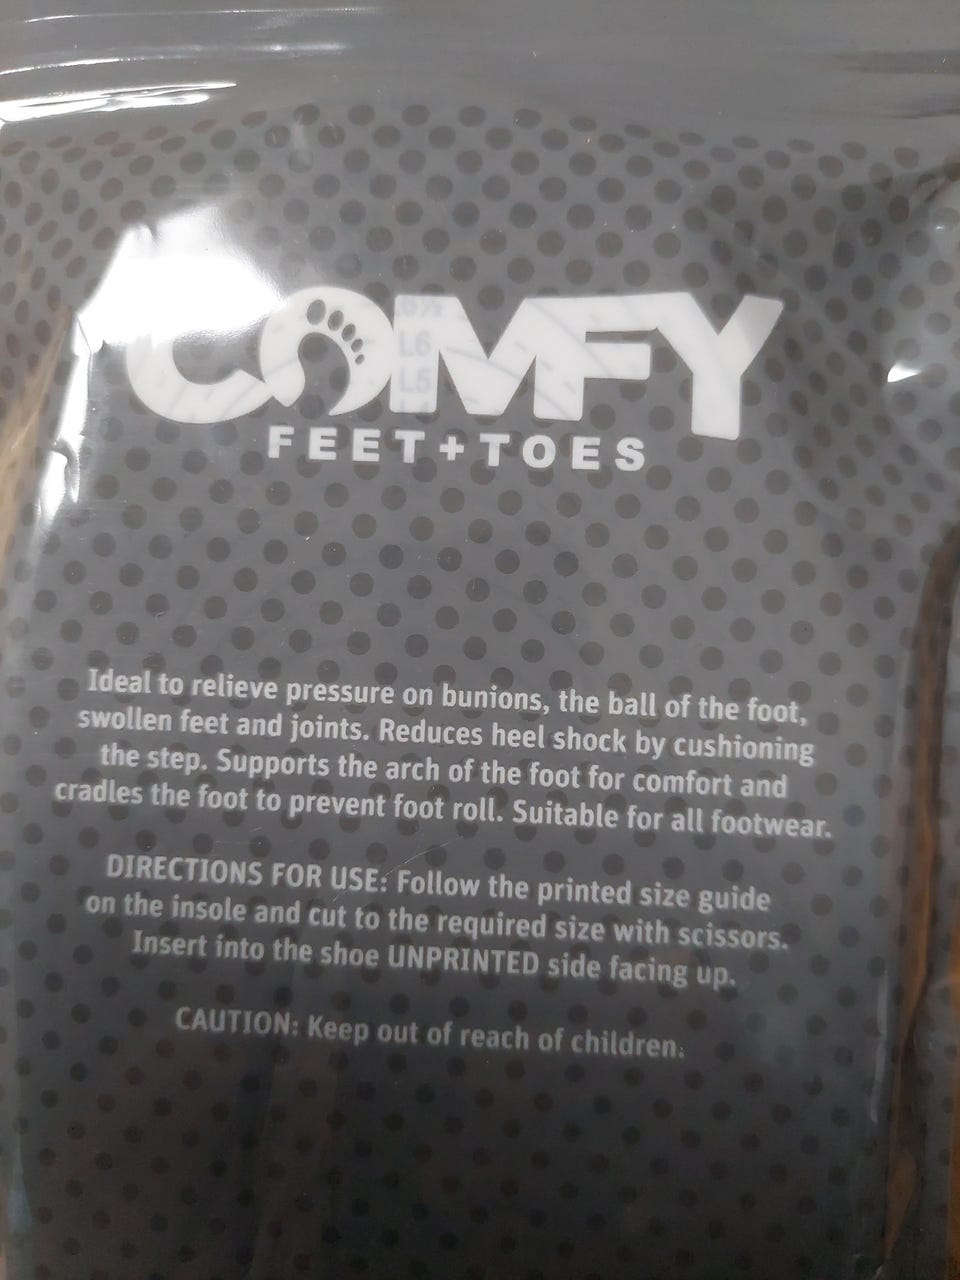 COMFY
FEET+TOES
L6
L5
Ideal to relieve pressure on bunions, the ball of the foot,
swollen feet and joints. Reduces heel shock by cushioning
the step. Supports the arch of the foot for comfort and
cradles the foot to prevent foot roll. Suitable for all footwear.
DIRECTIONS FOR USE: Follow the printed size guide
on the insole and cut to the required size with scissors.
Insert into the shoe UNPRINTED side facing up.
CAUTION: Keep out of reach of children.